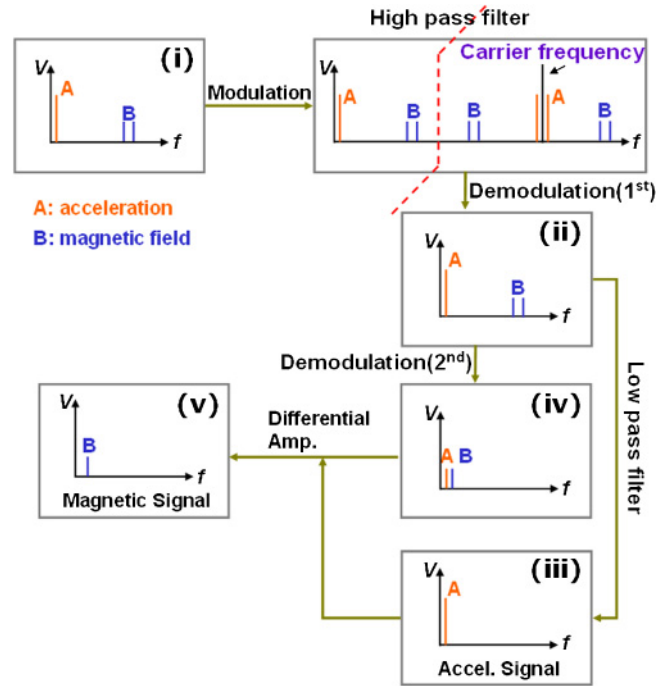 High pass filter
(i)
V
A
B
f
Modulation
Carrier frequency
V
A
B
B
A
B
f
A: acceleration
B: magnetic field
Demodulation(1st)
(ii)
V
A
B
f
Low pass filter
Demodulation(2nd)
(v)
V
B
f
Magnetic Signal
Differential
Amp.
(iv)
V
A
B
f
(iii)
V
A
f
Accel. Signal